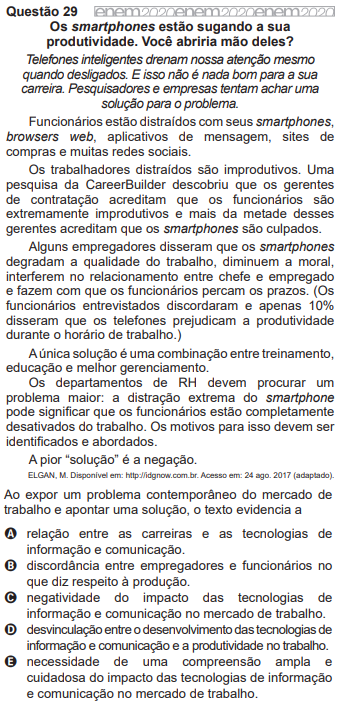 Questão 29 enem2020enem2020enem2020
Os smartphones estão sugando a sua
produtividade. Você abriria mão deles?
Telefones inteligentes drenam nossa atenção mesmo
quando desligados. E isso não é nada bom para a sua
carreira. Pesquisadores e empresas tentam achar uma
solução para o problema.
Funcionários estão distraídos com seus smartphones,
browsers web, aplicativos de mensagem, sites de
compras e muitas redes sociais.
Os trabalhadores distraídos são improdutivos. Uma
pesquisa da CareerBuilder descobriu que os gerentes
de contratação acreditam que os funcionários são
extremamente improdutivos e mais da metade desses
gerentes acreditam que os smartphones são culpados.
Alguns empregadores disseram que os smartphones
degradam a qualidade do trabalho, diminuem a moral,
interferem no relacionamento entre chefe e empregado
e fazem com que os funcionários percam os prazos. (Os
funcionários entrevistados discordaram e apenas 10%
disseram que os telefones prejudicam a produtividade
durante o horário de trabalho.)
A única solução é uma combinação entre treinamento,
educação e melhor gerenciamento.
Os departamentos de RH devem procurar um
problema maior: a distração extrema do smartphone
pode significar que os funcionários estão completamente
desativados do trabalho. Os motivos para isso devem ser
identificados e abordados.
A pior “solução” é a negação.
ELGAN, M. Disponível em: http://idgnow.com.br. Acesso em: 24 ago. 2017 (adaptado).
Ao expor um problema contemporâneo do mercado de
trabalho e apontar uma solução, o texto evidencia a
A relação entre as carreiras e as tecnologias de
informação e comunicação.
B discordância entre empregadores e funcionários no
que diz respeito à produção.
C negatividade do impacto das tecnologias de
informação e comunicação no mercado de trabalho.
D desvinculação entre o desenvolvimento das tecnologias de
informação e comunicação e a produtividade no trabalho.
E necessidade de uma compreensão ampla e
cuidadosa do impacto das tecnologias de informação
e comunicação no mercado de trabalho.